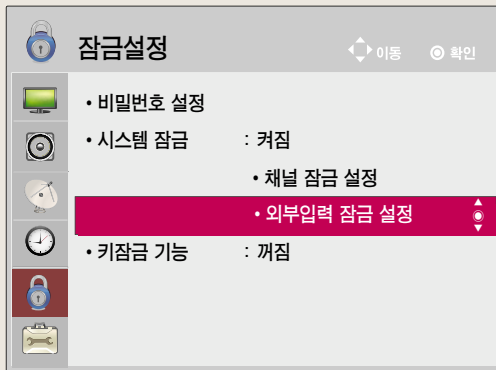 잠금설정 이동 확인
• 비밀번호 설정
• 시스템 잠금 : 켜짐
• 채널 잠금 설정
• 외부입력 잠금 설정
• 키잠금 기능 : 꺼짐